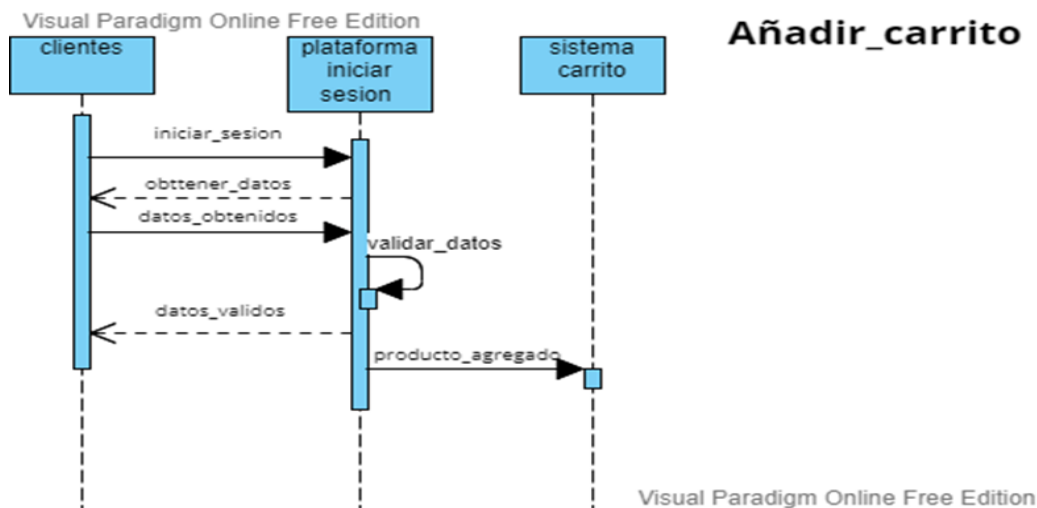 Visual Paradigm Online Free Edition
Añadir_carrito
clientes
plataforma
iniciar
sesion
sistema
carrito
iniciar_sesion
obttener_datos
datos_obtenidos
validar_datos
datos_validos
producto_agregado
Visual Paradigm Online Free Edition